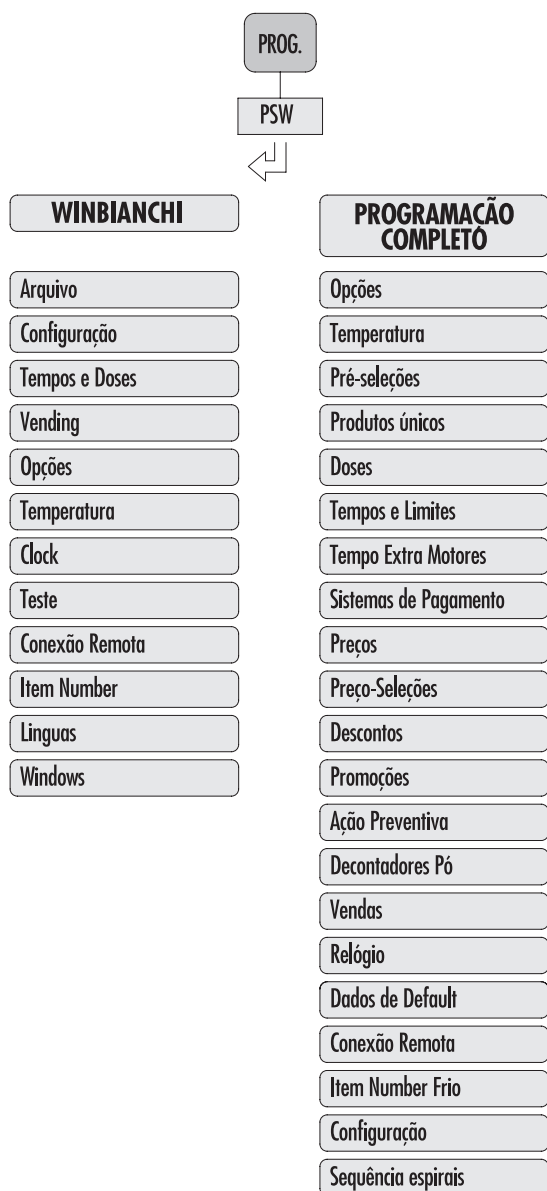 PROG.
PSW
WINBIANCHI
Arquivo
Configuração
Tempos e Doses
Vending
Opções
Temperatura
Clock
Teste
Conexão Remota
Item Number
Linguas
Windows
PROGRAMAÇÃO
COMPLETO
Opções
Temperatura
Pré-seleções
Produtos únicos
Doses
Tempos e Limites
Tempo Extra Motores
Sistemas de Pagamento
Preços
Preço-Seleções
Descontos
Promoções
Ação Preventiva
Decontadores Pó
Vendas
Relógio
Dados de Default
Conexão Remota
Item Number Frio
Configuração
Sequência espirais